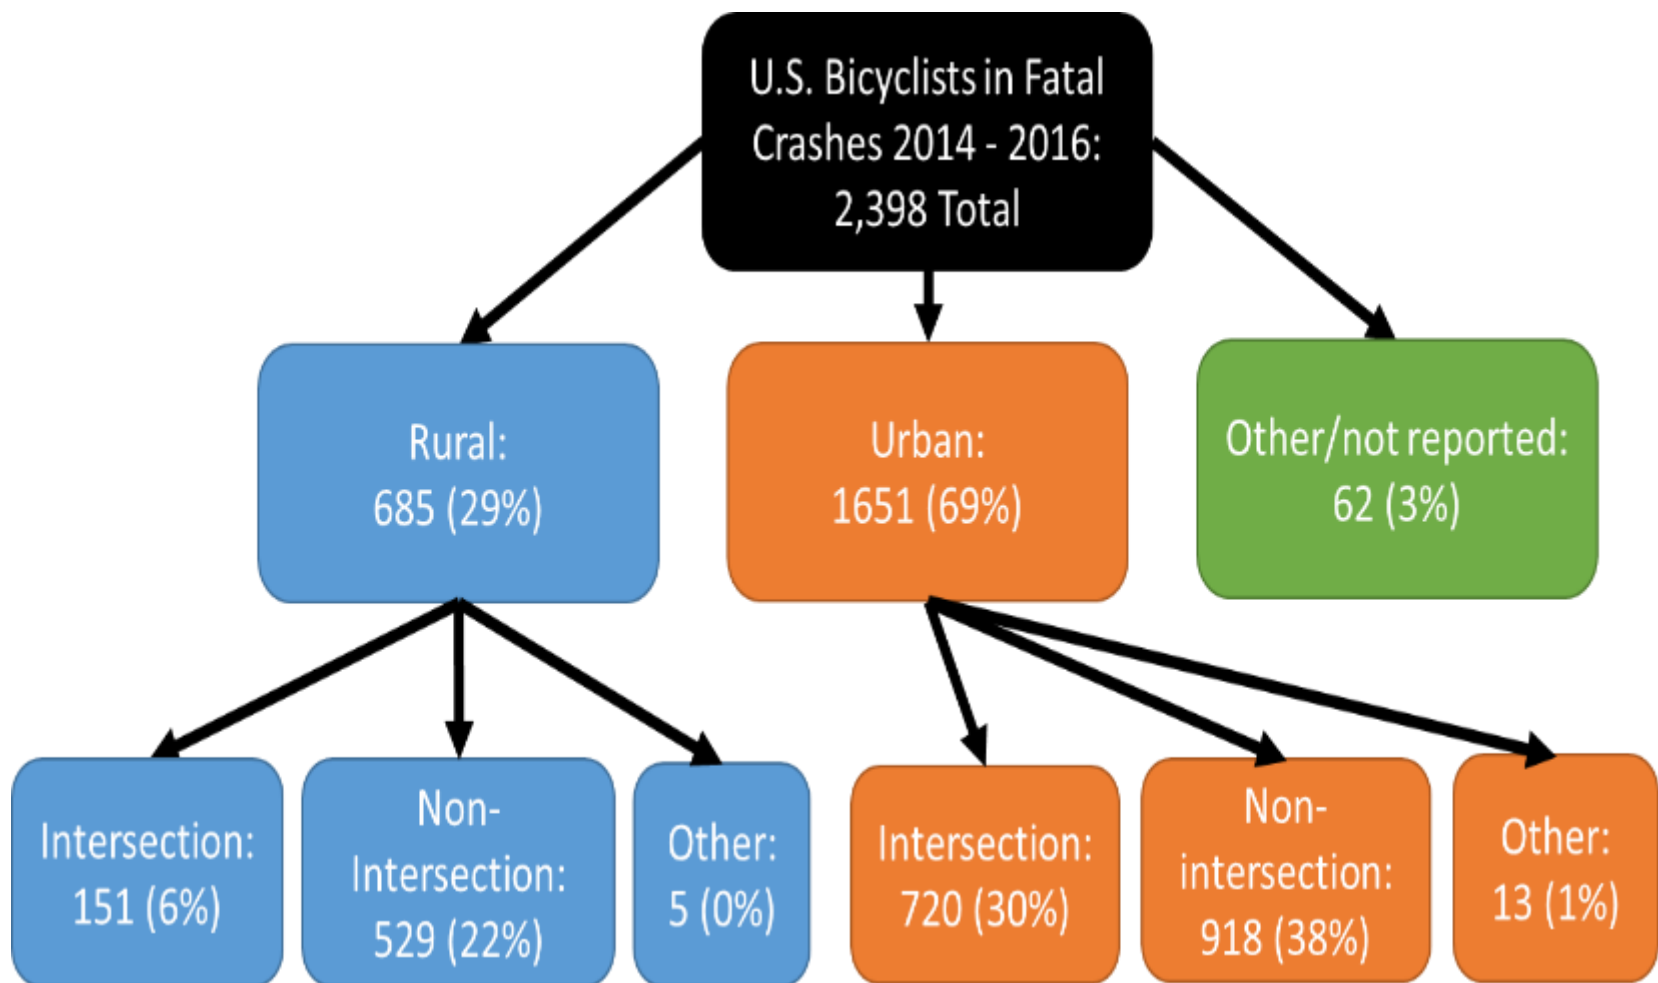 U.S. Bicyclists in Fatal
Crashes 2014 - 2016:
2,398 Total
Rural:
685 (29%)
Urban:
1651 (69%)
Other/not reported:
62 (3%)
Intersection:
151 (6%)
Non-
Intersection:
529 (22%)
Other:
5 (0%)
Intersection:
720 (30%)
Non-
intersection:
918 (38%)
Other:
13 (1%)